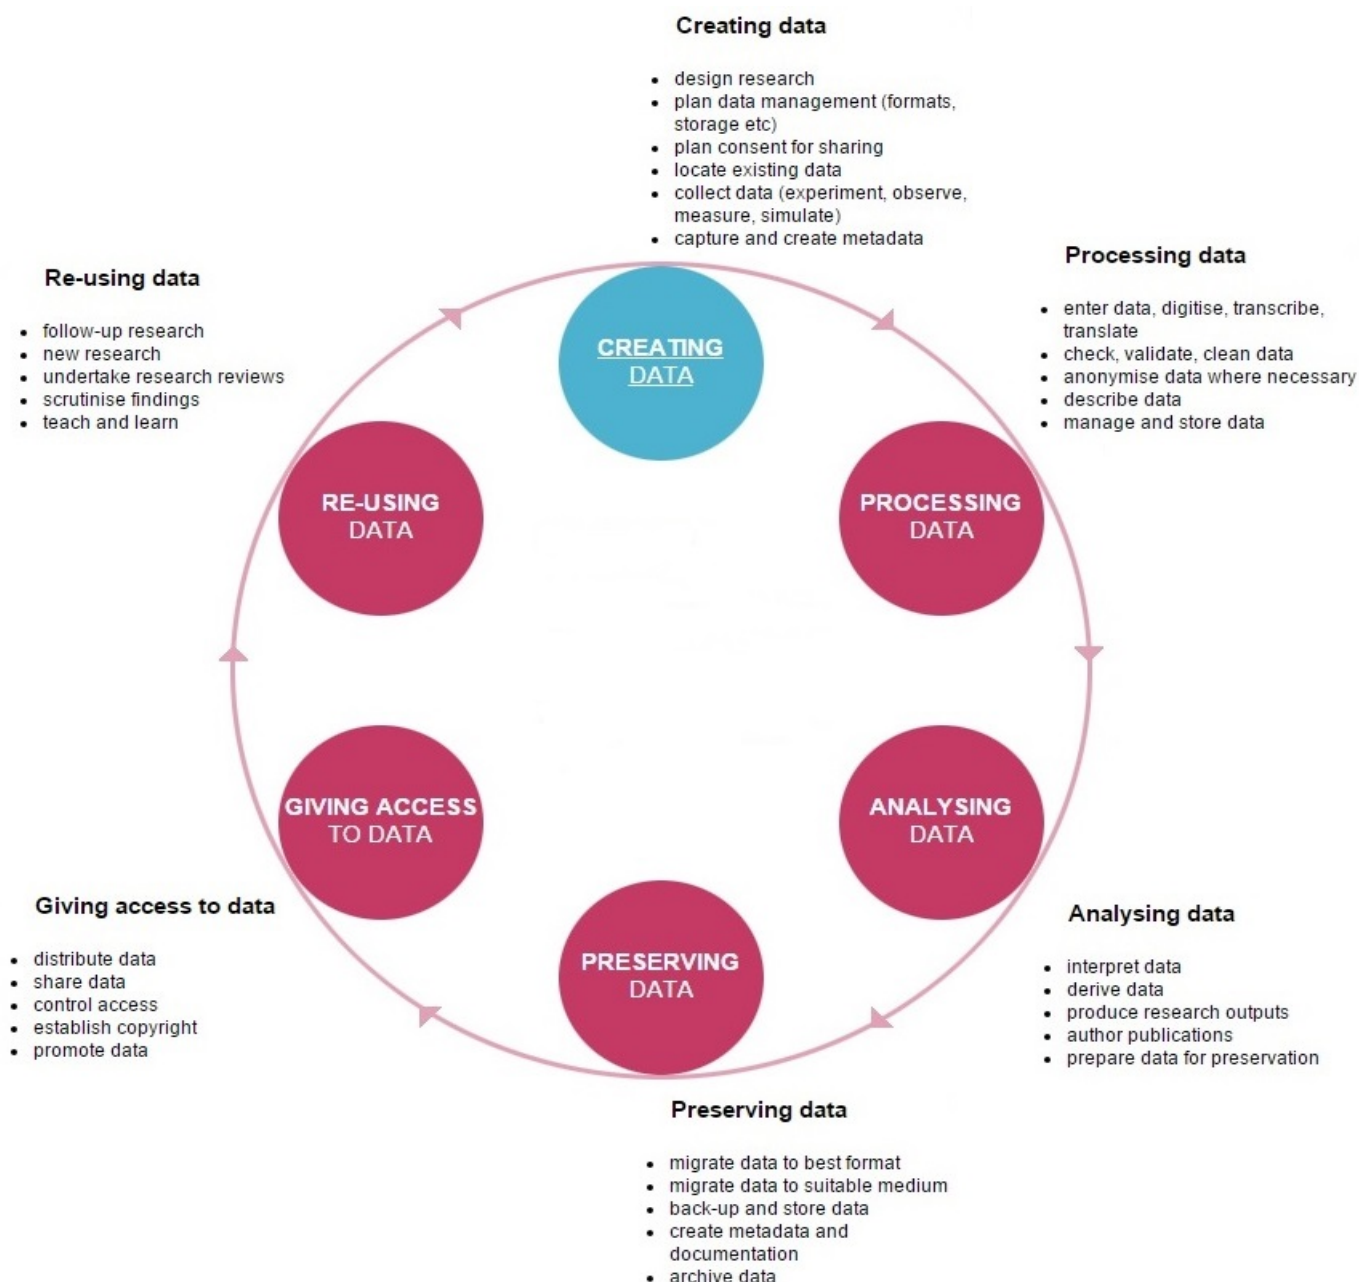 Creating data
• design research
• plan data management (formats,
storage etc)
• plan consent for sharing
• locate existing data
• collect data (experiment, observe,
measure, simulate)
• capture and create metadata
Processing data
• enter data, digitise, transcribe,
translate
• check, validate, clean data
• anonymise data where necessary
• describe data
• manage and store data
Re-using data
• follow-up research
• new research
• undertake research reviews
• scrutinise findings
• teach and learn
CREATING
DATA
RE-USING
DATA
PROCESSING
DATA
GIVING ACCESS
TO DATA
ANALYSING
DATA
PRESERVING
DATA
Giving access to data
• distribute data
• share data
• control access
• establish copyright
• promote data
Analysing data
• interpret data
• derive data
• produce research outputs
• author publications
• prepare data for preservation
Preserving data
• migrate data to best format
• migrate data to suitable medium
• back-up and store data
• create metadata and
documentation
• archive data